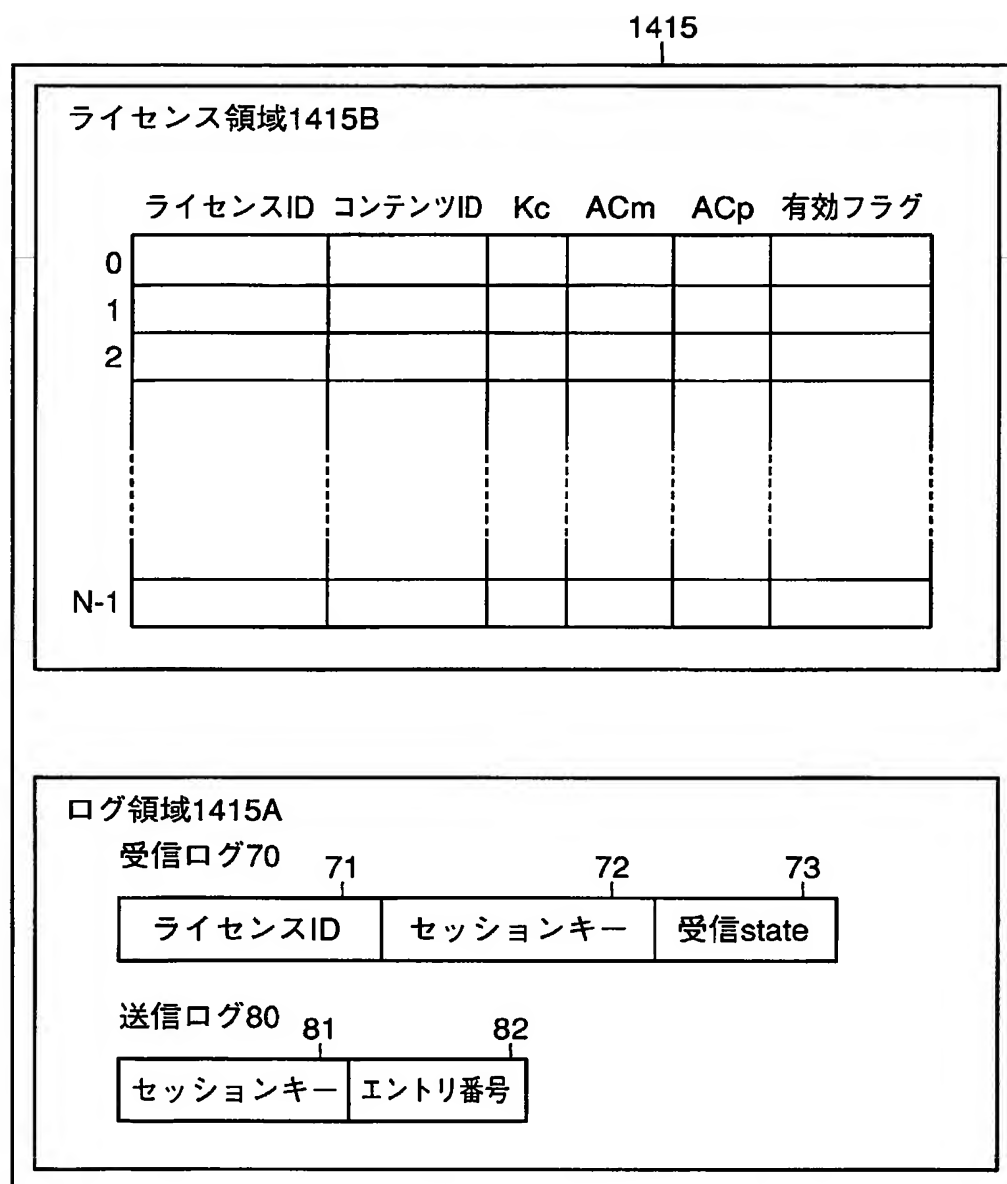 1415
ライセンス領域1415B
ライセンスID コンテンツID Kc ACm ACp 有効フラグ
0
1
2
N-1
ログ領域1415A
受信ログ70
71 72 73
ライセンスID セッションキー 受信state
送信ログ80
81 82
セッションキー エントリ番号